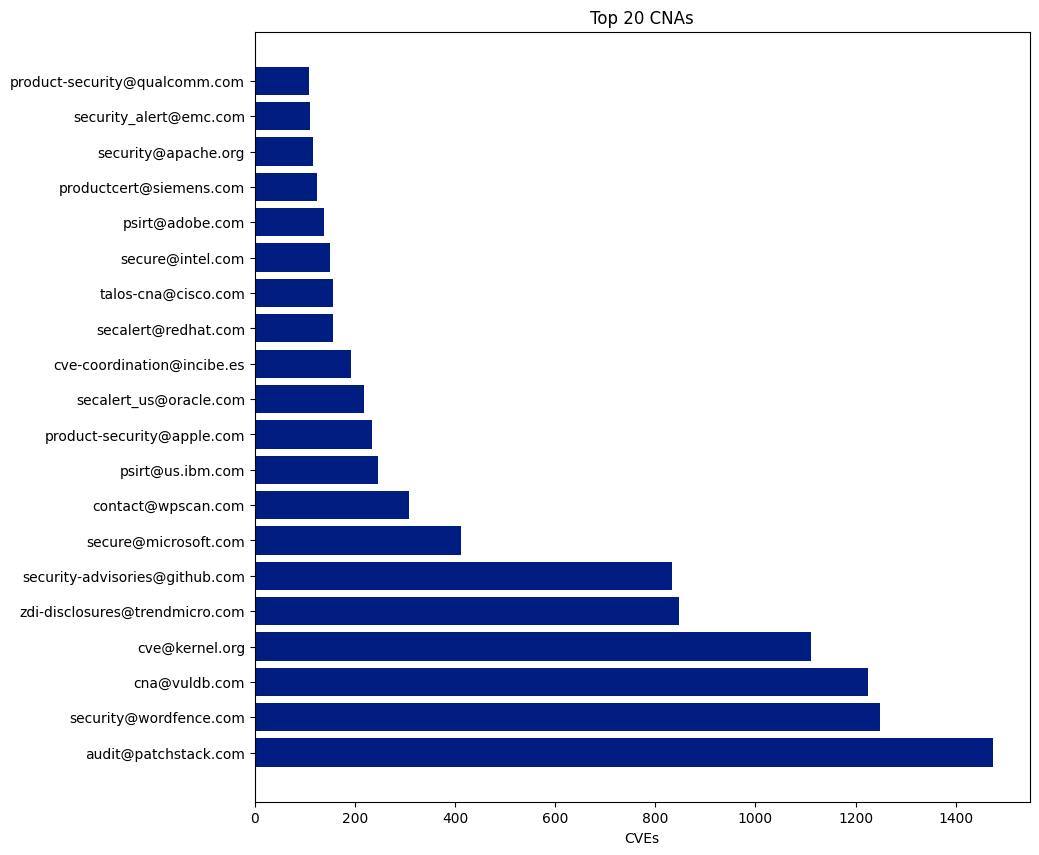 Top 20 CNAs
product-security@qualcomm.com
security_alert@emc.com
security@apache.org
productcert@siemens.com
psirt@adobe.com
secure@intel.com
talos-cna@cisco.com
secalert@redhat.com
cve-coordination@incibe.es
secalert_us@oracle.com
product-security@apple.com
psirt@us.ibm.com
contact@wpscan.com
secure@microsoft.com
security-advisories@github.com
zdi-disclosures@trendmicro.com
cve@kernel.org
cna@vuldb.com
security@wordfence.com
audit@patchstack.com
0 200 400 600 800 1000 1200 1400
CVEs